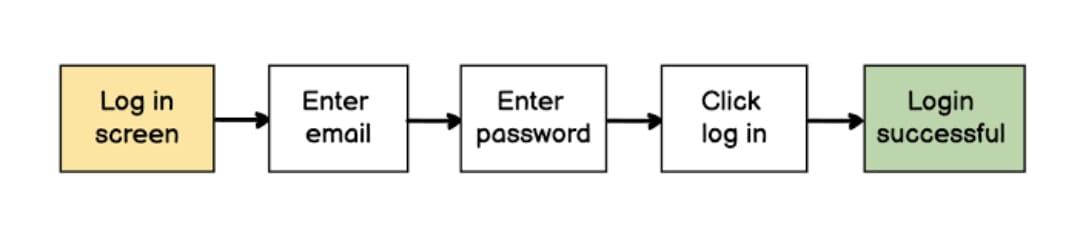 Log in
screen
Enter
email
Enter
password
Click
log in
Login
successful